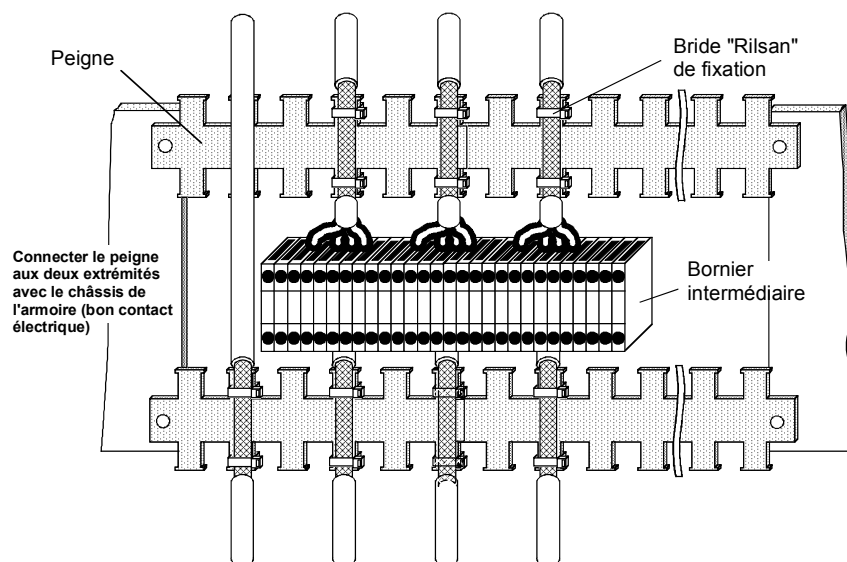 Peigne
Bride "Rilsan"
de fixation
Connecter le peigne
aux deux extrémités
avec le châsis de
l'armoire (bon contact
électrique)
Bornier
intermédiaire